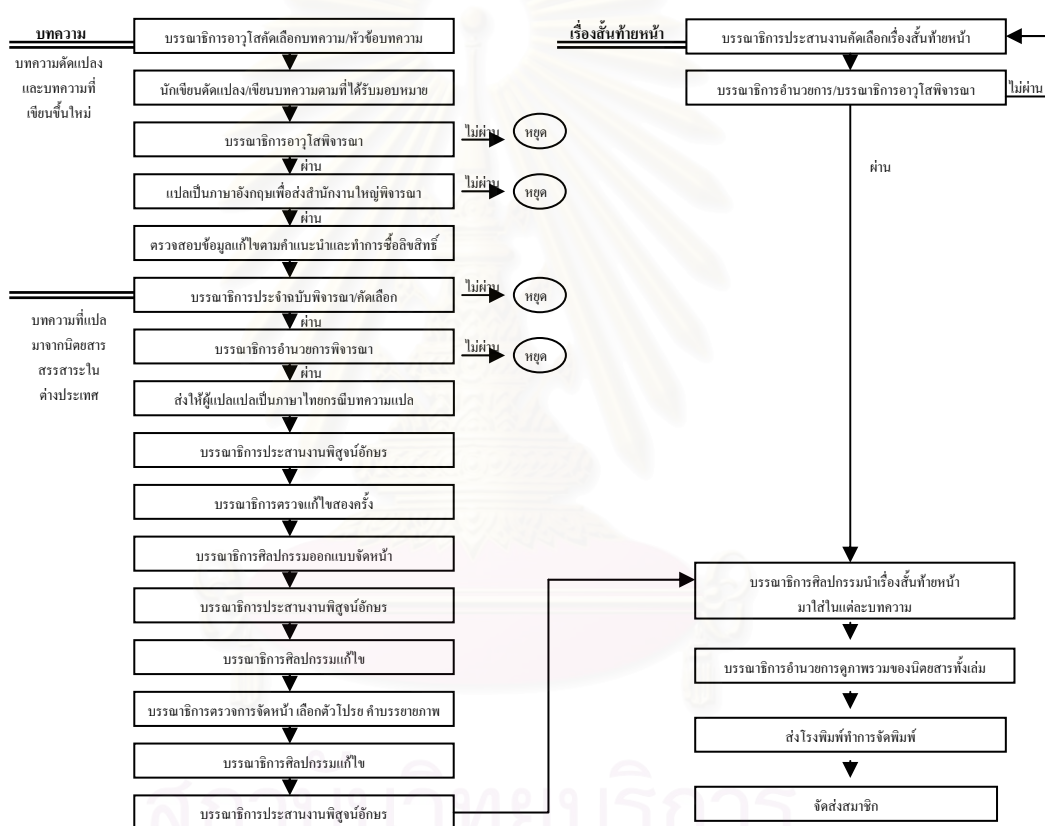 บทความ
บทความดัดแปลง
และบทความที่
เขียนขึ้นใหม่
บรรณาธิการอาวุโสคัดเลือกบทความ/หัวข้อบทความ
นักเขียนดัดแปลง/เขียนบทความตามที่ได้รับมอบหมาย
บรรณาธิการอาวุโสพิจารณา
ไม่ผ่าน
หยุด
ผ่าน
แปลเป็นภาษาอังกฤษเพื่อส่งสำนักงานใหญ่พิจารณา
ไม่ผ่าน
หยุด
ผ่าน
ตรวจสอบข้อมูลแก้ไขตามคำแนะนำและทำการซื้อลิขสิทธิ์
บทความที่แปล
มาจากนิตยสาร
สรรสาระใน
ต่างประเทศ
บรรณาธิการประจำฉบับพิจารณา/คัดเลือก
ไม่ผ่าน
หยุด
ผ่าน
บรรณาธิการอำนวยการพิจารณา
ไม่ผ่าน
หยุด
ผ่าน
ส่งให้ผู้แปลแปลเป็นภาษาไทยกรณีบทความแปล
บรรณาธิการประสานงานพิสูจน์อักษร
บรรณาธิการตรวจแก้ไขสองครั้ง
บรรณาธิการศิลปกรรมออกแบบจัดหน้า
บรรณาธิการประสานงานพิสูจน์อักษร
บรรณาธิการศิลปกรรมแก้ไข
บรรณาธิการตรวจการจัดหน้า เลือกตัวโปรย คำบรรยายภาพ
บรรณาธิการศิลปกรรมแก้ไข
บรรณาธิการประสานงานพิสูจน์อักษร
เรื่องสั้นท้ายหน้า
บรรณาธิการประสานงานคัดเลือกเรื่องสั้นท้ายหน้า
บรรณาธิการอำนวยการ/บรรณาธิการอาวุโสพิจารณา
ไม่ผ่าน
ผ่าน
บรรณาธิการศิลปกรรมนำเรื่องสั้นท้ายหน้า
มาใส่ในแต่ละบทความ
บรรณาธิการอำนวยการดูภาพรวมของนิตยสารทั้งเล่ม
ส่งโรงพิมพ์ทำการจัดพิมพ์
จัดส่งสมาชิก
สถาบันวิทยบริการ